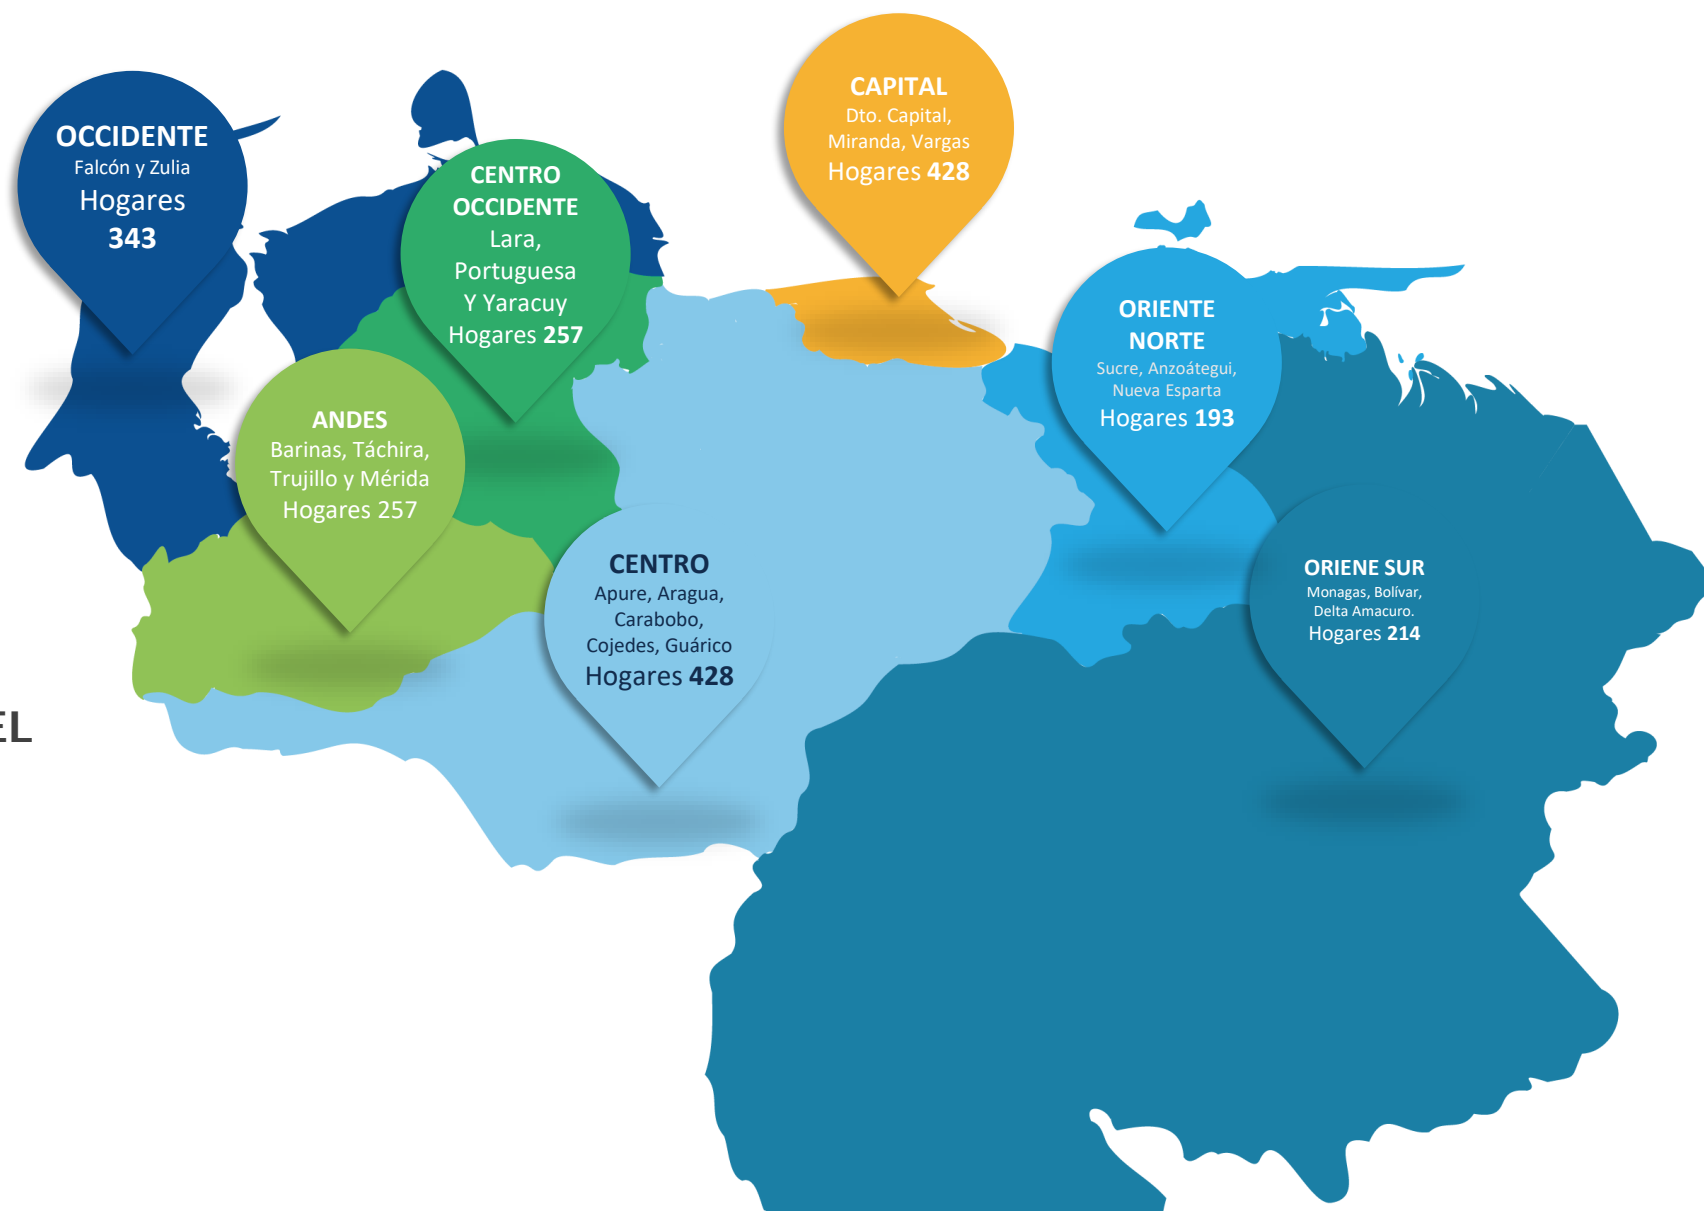 OCCIDENTE
Falcón y Zulia
Hogares
343
CENTRO
OCCIDENTE
Lara,
Portuguesa
Y Yaracuy
Hogares 257
CAPITAL
Dto. Capital,
Miranda, Vargas
Hogares 428
ORIENTE
NORTE
Sucre, Anzoátegui,
Nueva Esparta
Hogares 193
ANDES
Barinas, Táchira,
Trujillo y Mérida
Hogares 257
CENTRO
Apure, Aragua,
Carabobo,
Cojedes, Guárico
Hogares 428
ORIENE SUR
Monagas, Bolívar,
Delta Amacuro.
Hogares 214
EL